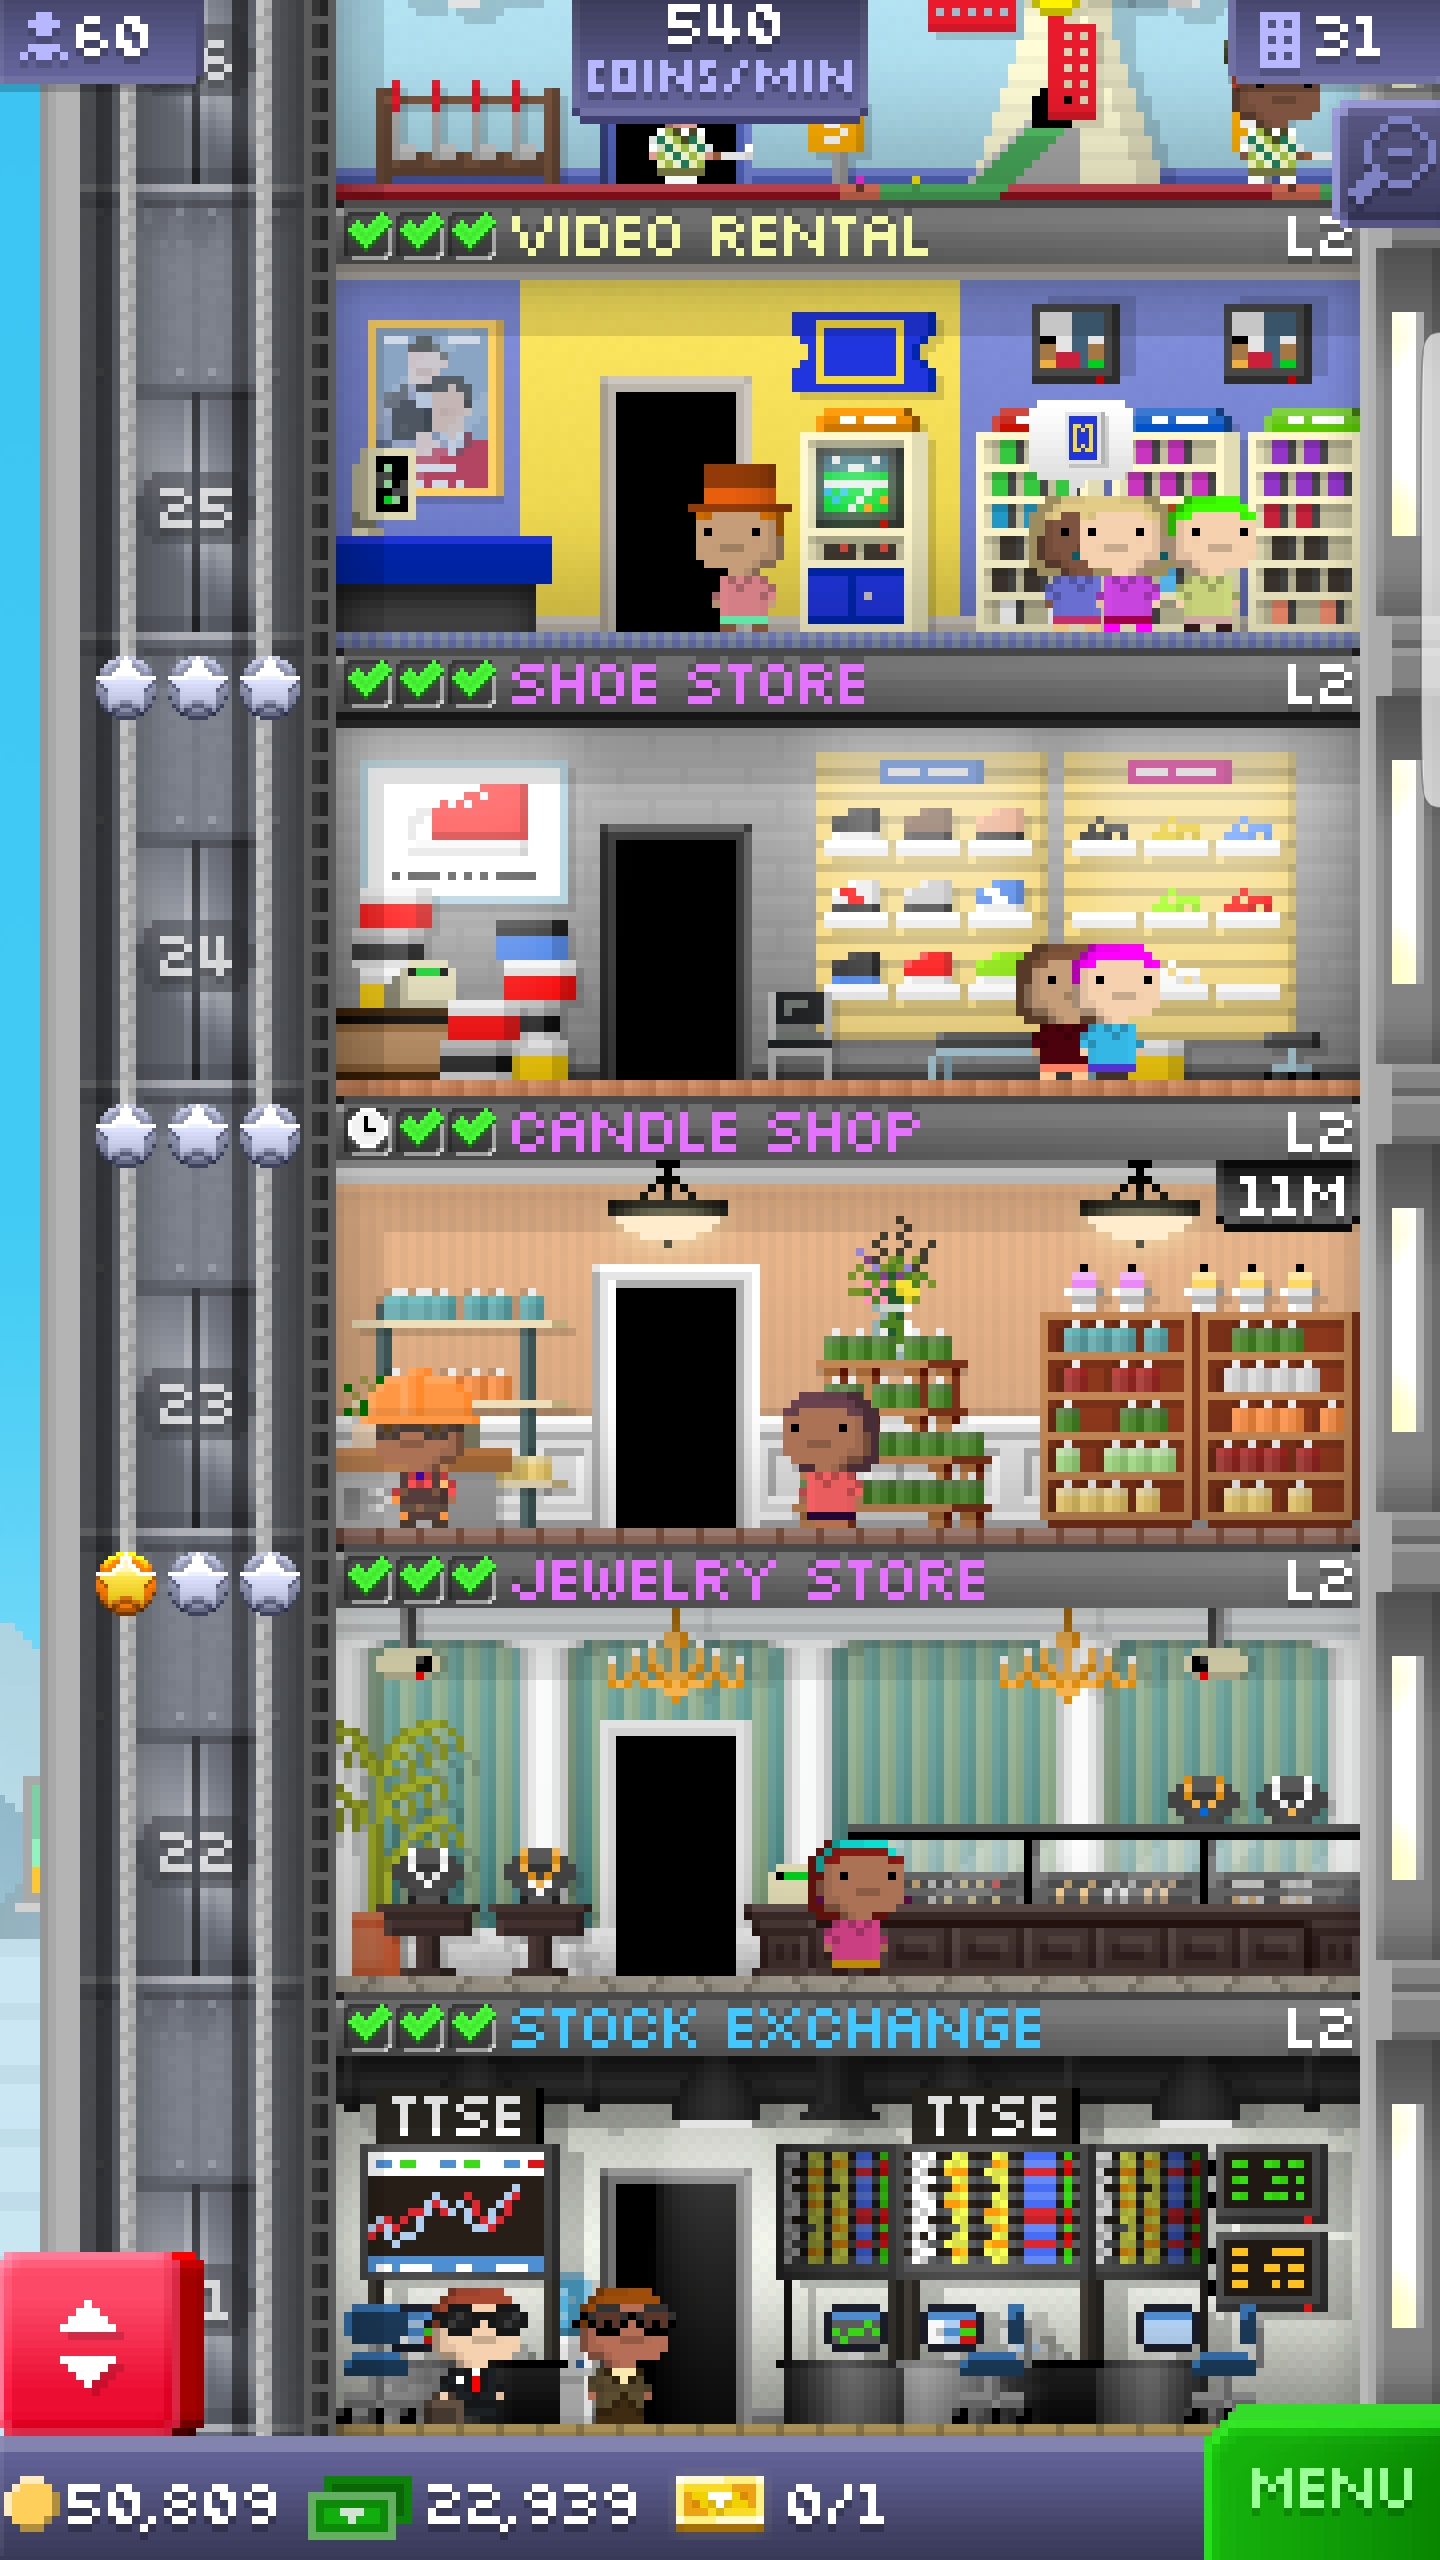 60
540
COINS/MIN
31
VIDEO RENTAL
L2
25
SHOE STORE
L2
24
CANDLE SHOP
L2
11M
23
JEWELRY STORE
L2
22
STOCK EXCHANGE
L2
TTSE
TTSE
1
50,809
22,939
0/1
MENU